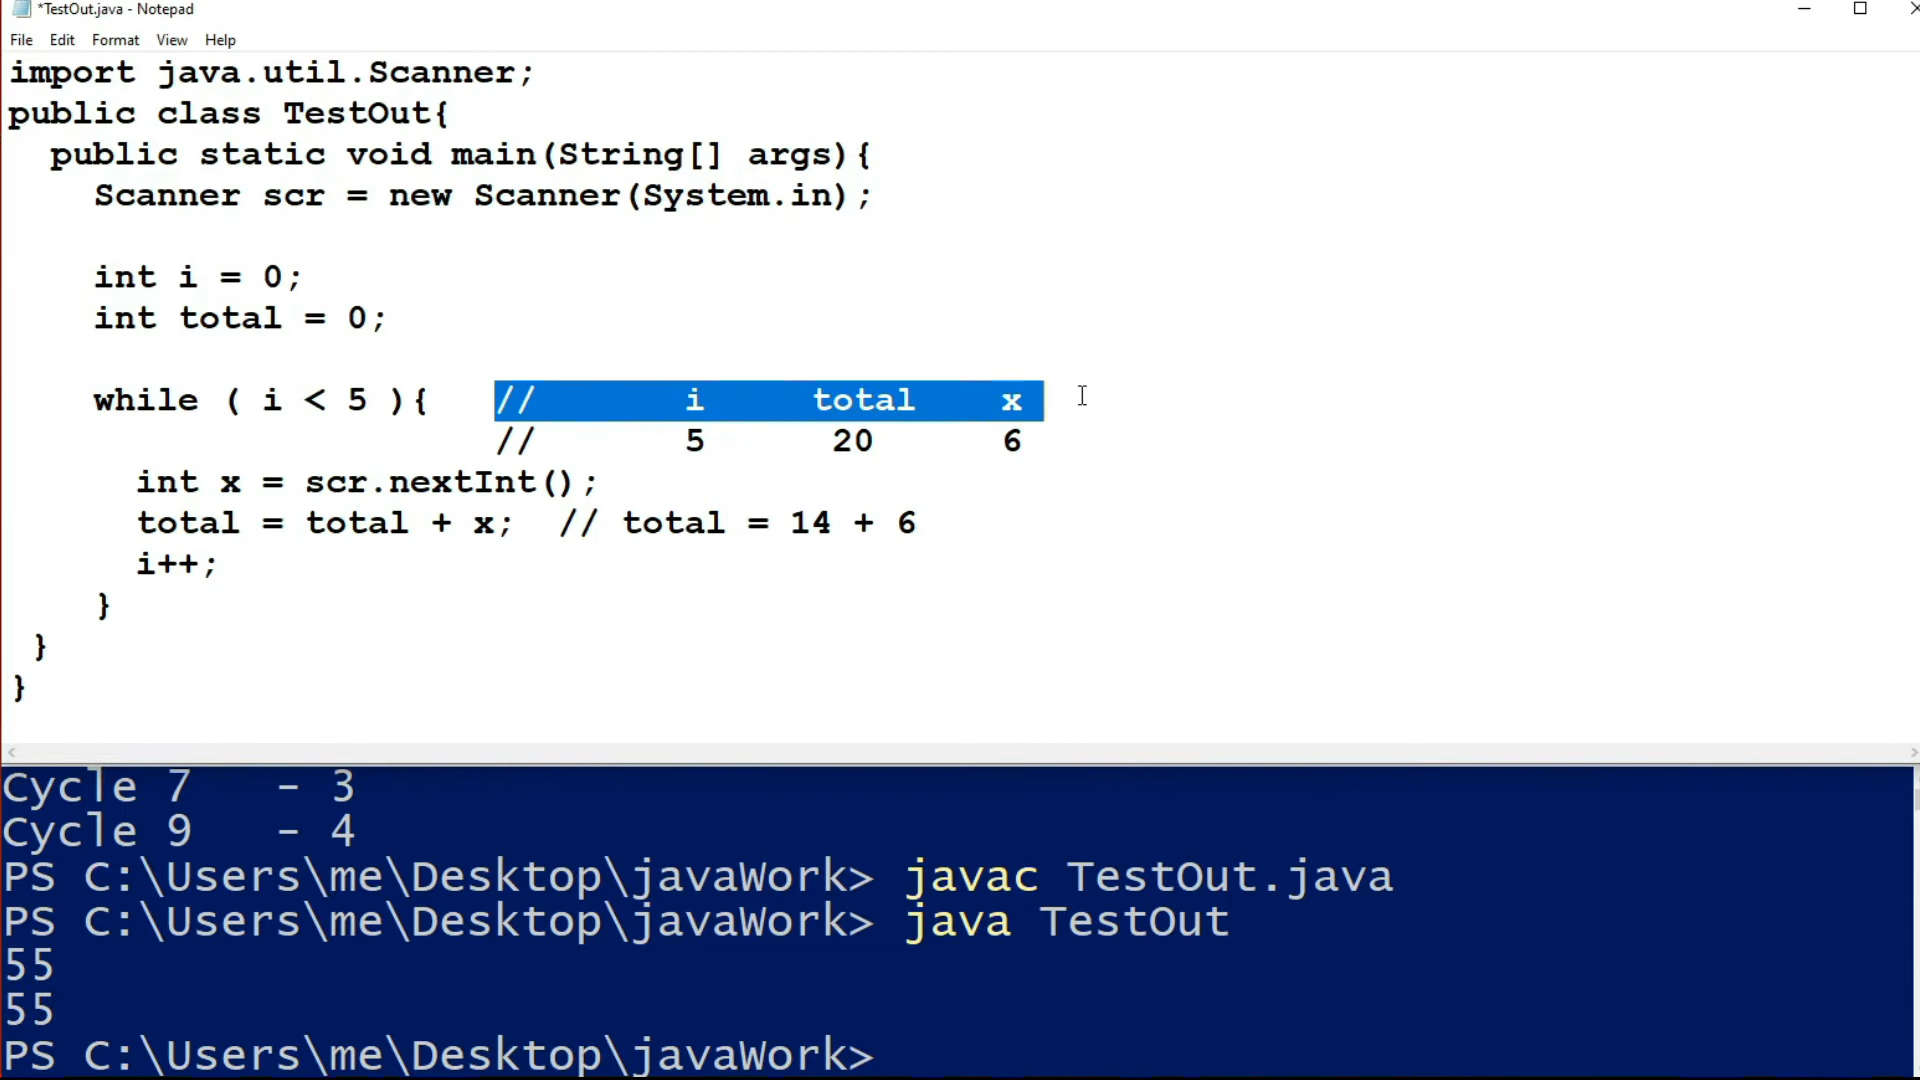 *TestOut.java - Notepad
File Edit Format View Help
import java.util.Scanner;
public class TestOut{
  public static void main(String[] args){
    Scanner scr = new Scanner(System.in);
    int i = 0;
    int total = 0;
    while ( i < 5 ){   //       i     total    x
                       //       5      20      6
      int x = scr.nextInt();
      total = total + x;  // total = 14 + 6
      i++;
    }
 }
}
Cycle 7   - 3
Cycle 9   - 4
PS C:\Users\me\Desktop\javaWork> javac TestOut.java
PS C:\Users\me\Desktop\javaWork> java TestOut
55
55
PS C:\Users\me\Desktop\javaWork>